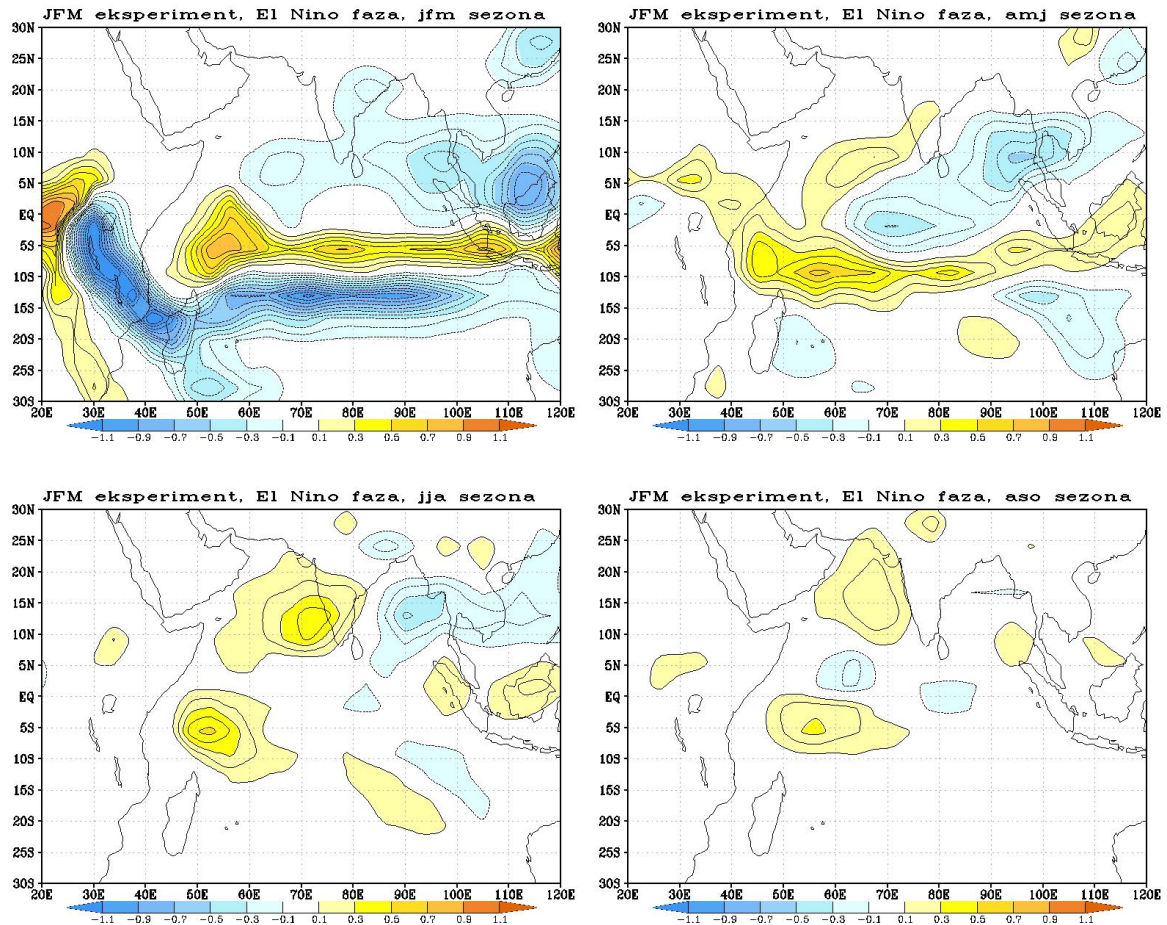 JFM eksperiment, El Nino faza, jfm sezona
30N
25N
20N
15N
10N
5N
EQ
5S
10S
15S
20S
25S
30S
20E 30E 40E 50E 60E 70E 80E 90E 100E 110E 120E
-1.1 -0.9 -0.7 -0.5 -0.3 -0.1 0.1 0.3 0.5 0.7 0.9 1.1
JFM eksperiment, El Nino faza, amj sezona
30N
25N
20N
15N
10N
5N
EQ
5S
10S
15S
20S
25S
30S
20E 30E 40E 50E 60E 70E 80E 90E 100E 110E 120E
-1.1 -0.9 -0.7 -0.5 -0.3 -0.1 0.1 0.3 0.5 0.7 0.9 1.1
JFM eksperiment, El Nino faza, jja sezona
30N
25N
20N
15N
10N
5N
EQ
5S
10S
15S
20S
25S
30S
20E 30E 40E 50E 60E 70E 80E 90E 100E 110E 120E
-1.1 -0.9 -0.7 -0.5 -0.3 -0.1 0.1 0.3 0.5 0.7 0.9 1.1
JFM eksperiment, El Nino faza, aso sezona
30N
25N
20N
15N
10N
5N
EQ
5S
10S
15S
20S
25S
30S
20E 30E 40E 50E 60E 70E 80E 90E 100E 110E 120E
-1.1 -0.9 -0.7 -0.5 -0.3 -0.1 0.1 0.3 0.5 0.7 0.9 1.1